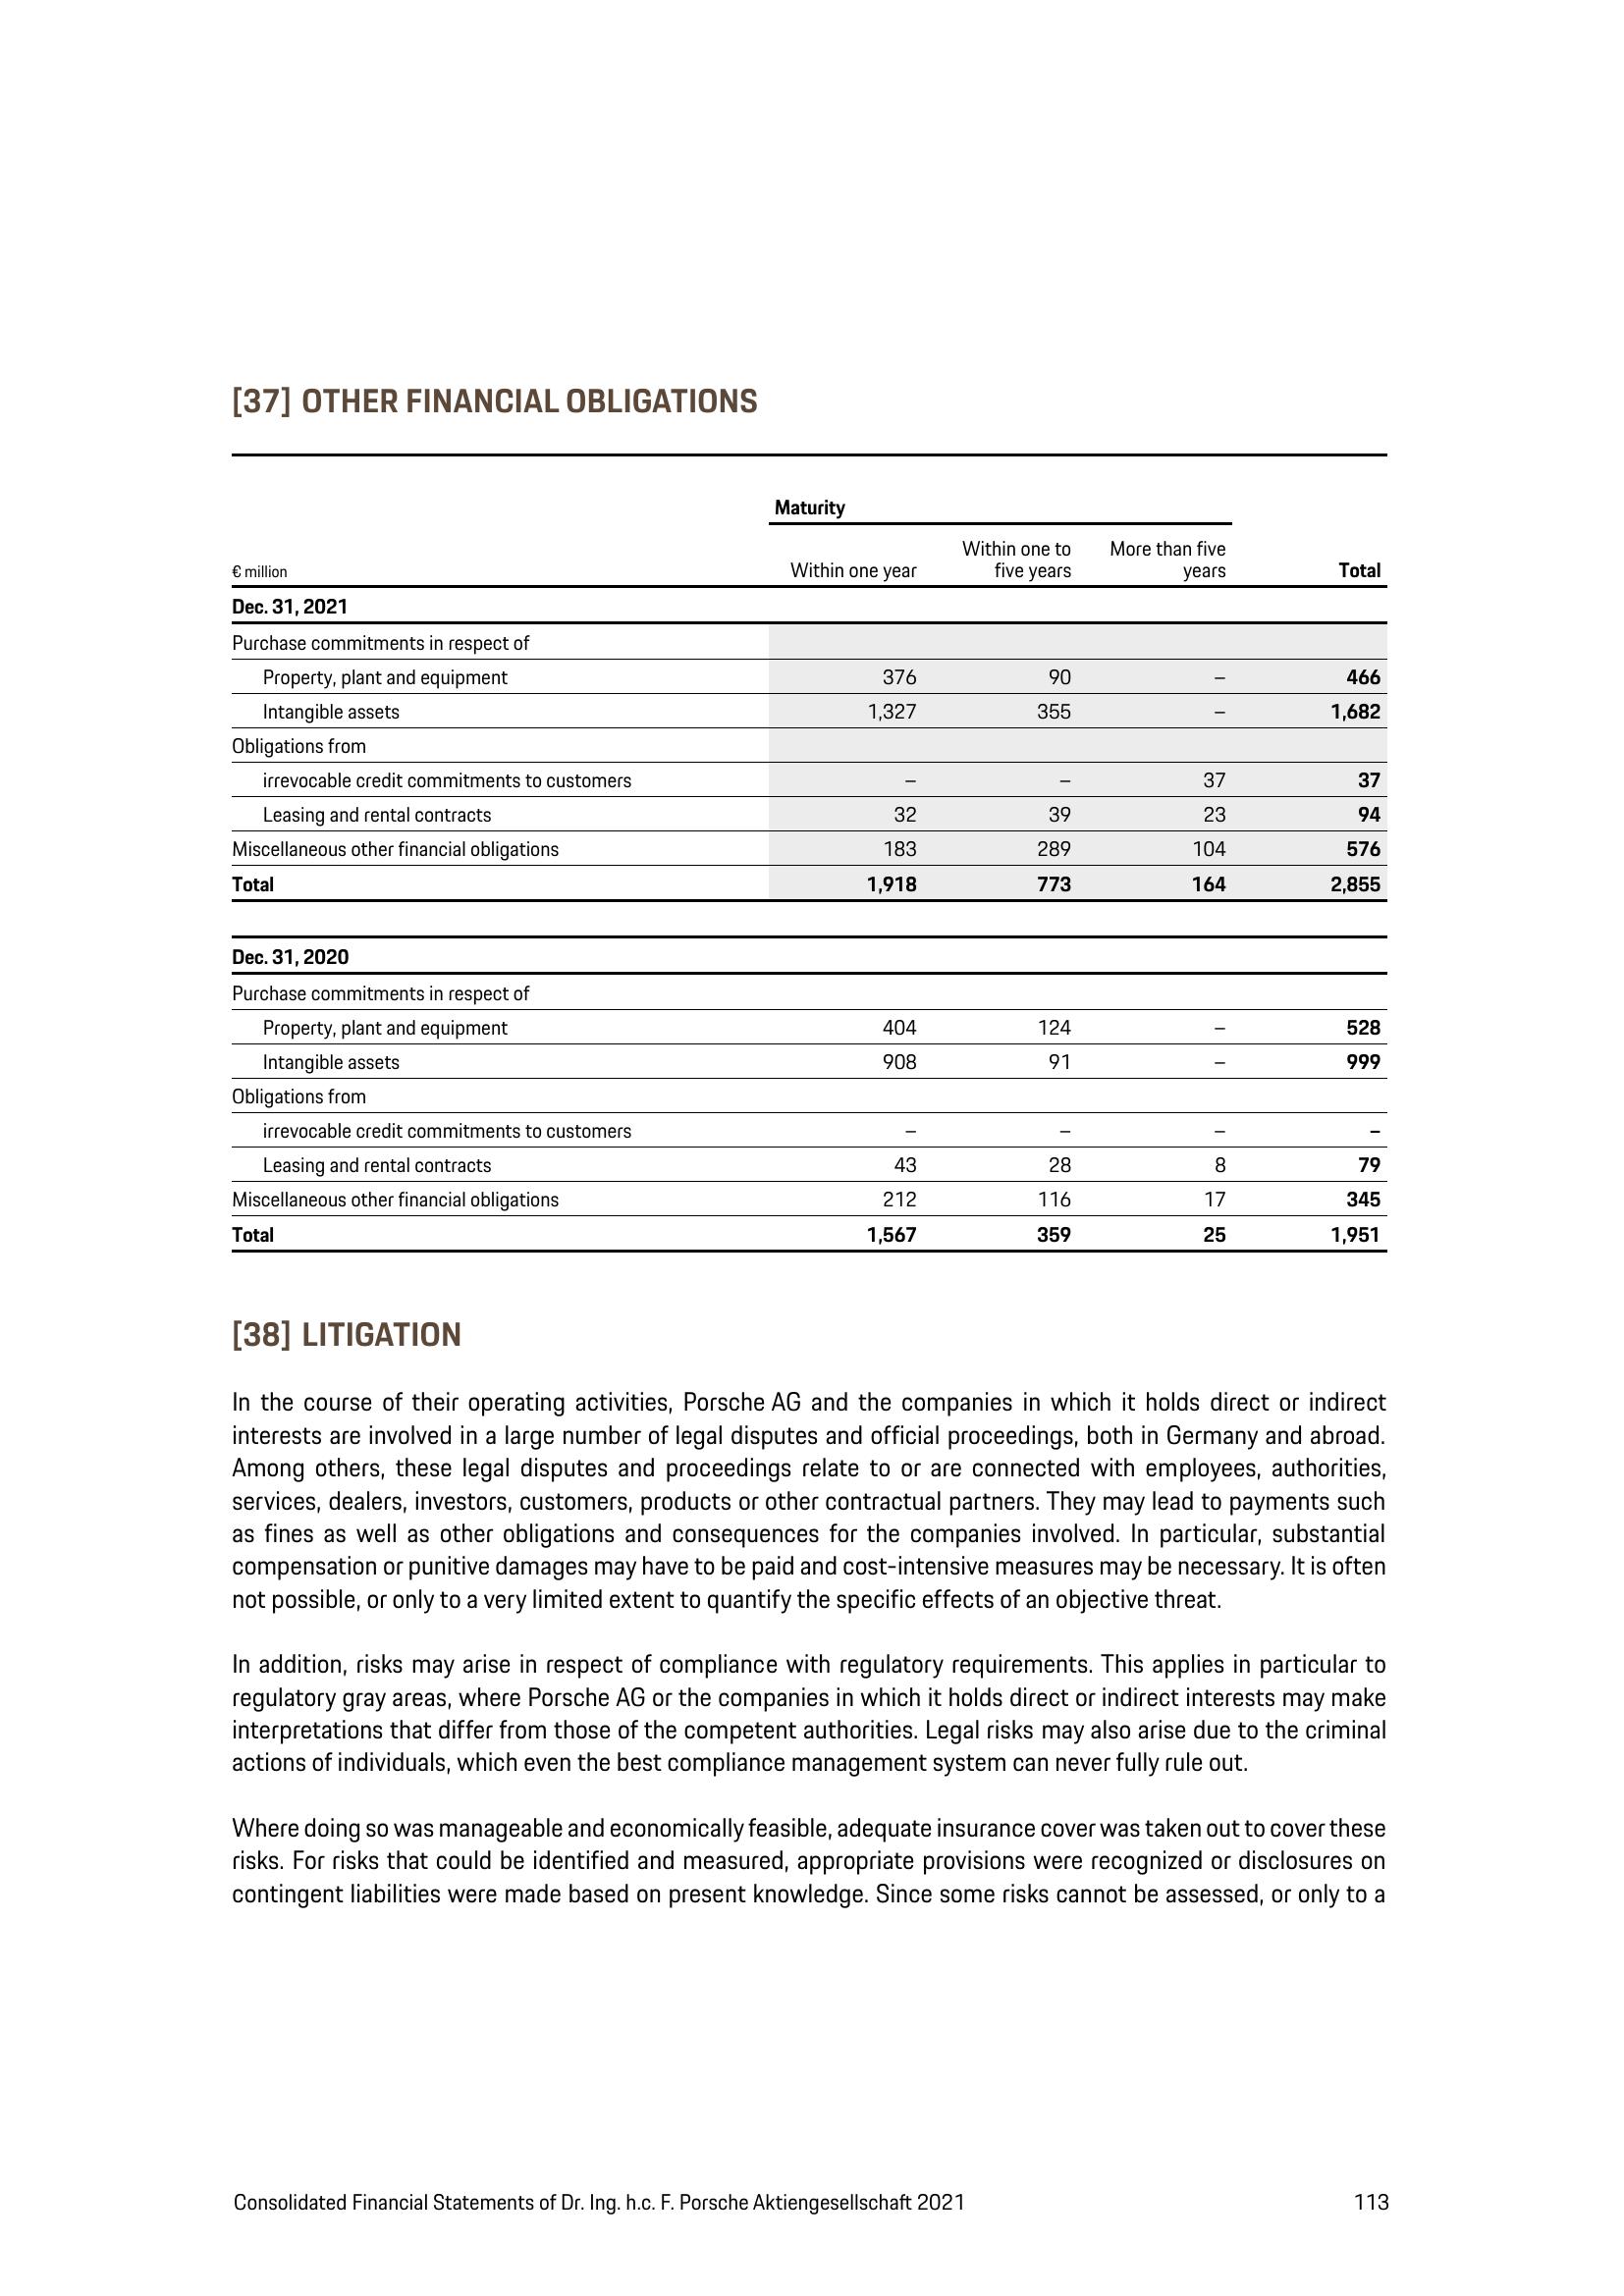 [37] OTHER FINANCIAL OBLIGATIONS
Maturity
€ million Within one year Within one to five years More than five years Total
Dec. 31, 2021
Purchase commitments in respect of
Property, plant and equipment 376 90 – 466
Intangible assets 1,327 355 – 1,682
Obligations from
irrevocable credit commitments to customers – – 37 37
Leasing and rental contracts 32 39 23 94
Miscellaneous other financial obligations 183 289 104 576
Total 1,918 773 164 2,855
Dec. 31, 2020
Purchase commitments in respect of
Property, plant and equipment 404 124 – 528
Intangible assets 908 91 – 999
Obligations from
irrevocable credit commitments to customers – – – –
Leasing and rental contracts 43 28 8 79
Miscellaneous other financial obligations 212 116 17 345
Total 1,567 359 25 1,951
[38] LITIGATION
In the course of their operating activities, Porsche AG and the companies in which it holds direct or indirect
interests are involved in a large number of legal disputes and official proceedings, both in Germany and abroad.
Among others, these legal disputes and proceedings relate to or are connected with employees, authorities,
services, dealers, investors, customers, products or other contractual partners. They may lead to payments such
as fines as well as other obligations and consequences for the companies involved. In particular, substantial
compensation or punitive damages may have to be paid and cost-intensive measures may be necessary. It is often
not possible, or only to a very limited extent to quantify the specific effects of an objective threat.
In addition, risks may arise in respect of compliance with regulatory requirements. This applies in particular to
regulatory gray areas, where Porsche AG or the companies in which it holds direct or indirect interests may make
interpretations that differ from those of the competent authorities. Legal risks may also arise due to the criminal
actions of individuals, which even the best compliance management system can never fully rule out.
Where doing so was manageable and economically feasible, adequate insurance cover was taken out to cover these
risks. For risks that could be identified and measured, appropriate provisions were recognized or disclosures on
contingent liabilities were made based on present knowledge. Since some risks cannot be assessed, or only to a
Consolidated Financial Statements of Dr. Ing. h.c. F. Porsche Aktiengesellschaft 2021 113